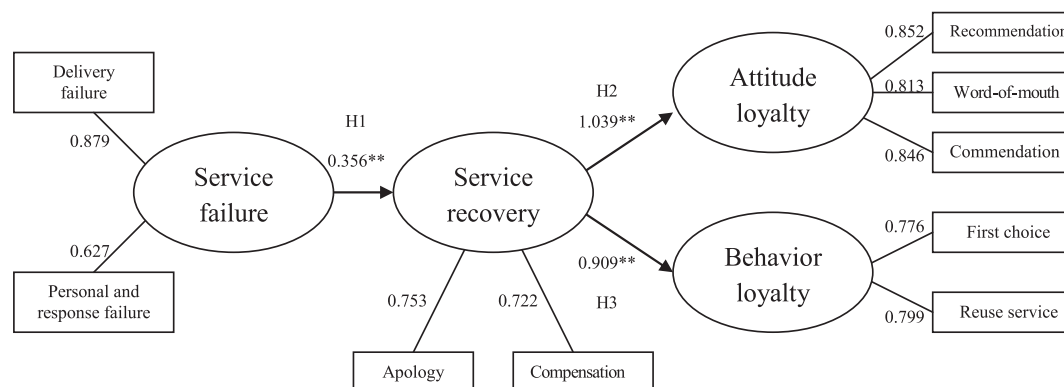 Delivery
failure
0.879
Service
failure
0.627
Personal and
response failure
H1
0.356**
Service
recovery
0.753
0.722
Apology
Compensation
H2
1.039**
0.909**
H3
Attitude
loyalty
0.852
Recommendation
0.813
Word-of-mouth
0.846
Commendation
Behavior
loyalty
0.776
First choice
0.799
Reuse service